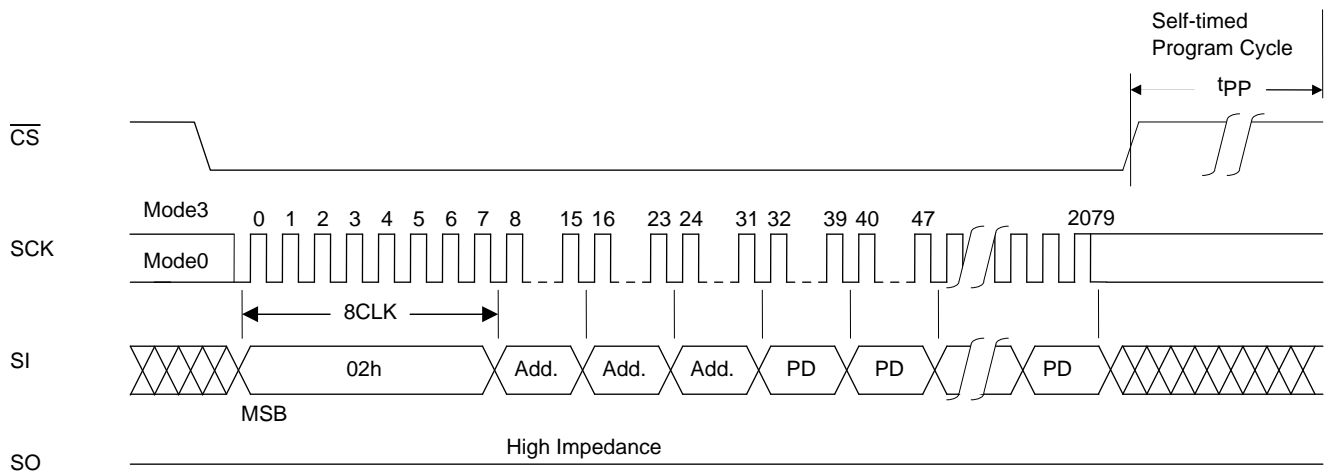 Self-timed
Program Cycle
tPP
CS
Mode3
0 1 2 3 4 5 6 7 8 15 16 23 24 31 32 39 40 47 2079
SCK
Mode0
8CLK
SI
02h Add. Add. Add. PD PD PD
MSB
High Impedance
SO